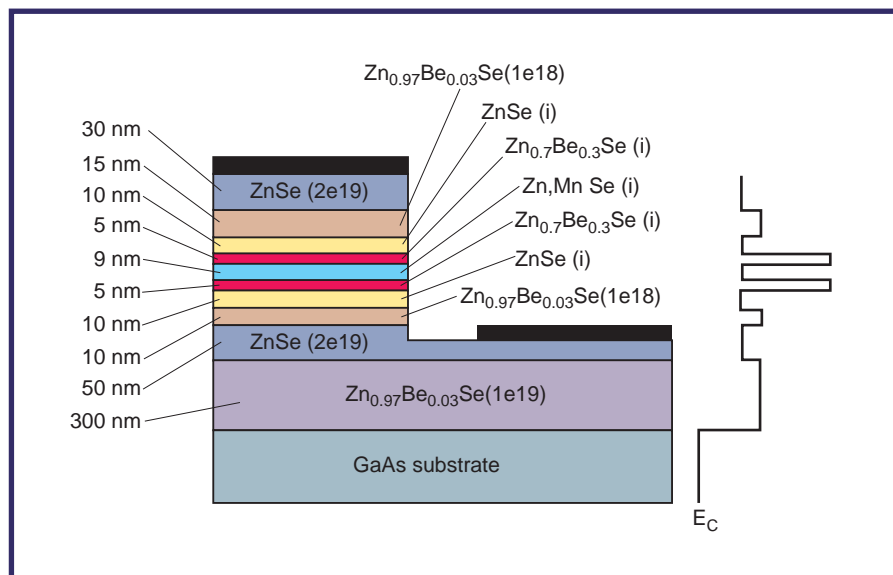 Zn0.97Be0.03Se(1e18)
ZnSe (i)
Zn0.7Be0.3Se (i)
Zn,Mn Se (i)
Zn0.7Be0.3Se (i)
ZnSe (i)
Zn0.97Be0.03Se(1e18)
30 nm
15 nm
10 nm
5 nm
9 nm
5 nm
10 nm
10 nm
50 nm
300 nm
ZnSe (2e19)
ZnSe (2e19)
Zn0.97Be0.03Se(1e19)
GaAs substrate
EC